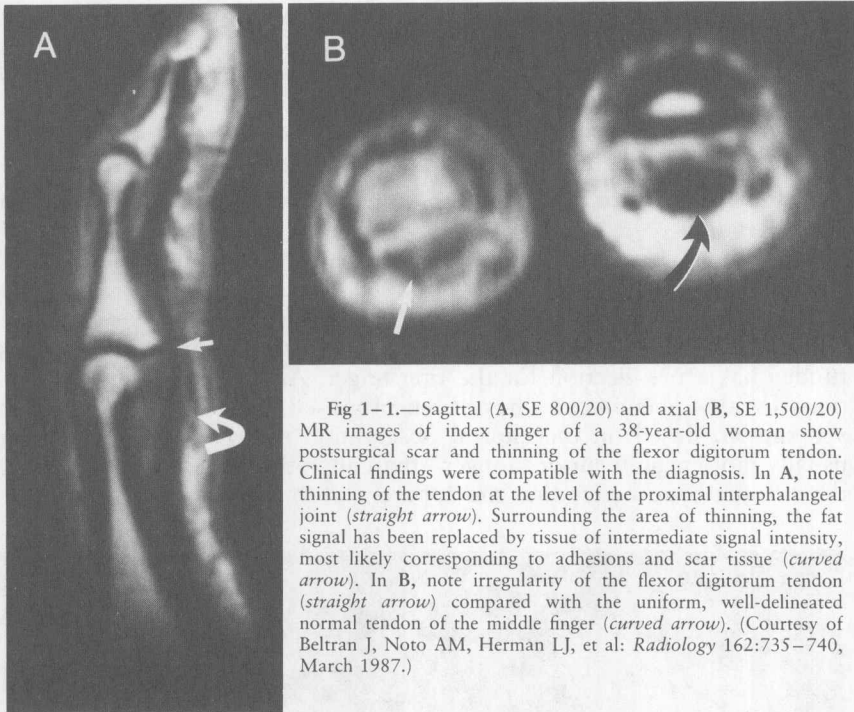 A
B
Fig 1–1.—Sagittal (A, SE 800/20) and axial (B, SE 1,500/20)
MR images of index finger of a 38-year-old woman show
postsurgical scar and thinning of the flexor digitorum tendon.
Clinical findings were compatible with the diagnosis. In A, note
thinning of the tendon at the level of the proximal interphalangeal
joint (straight arrow). Surrounding the area of thinning, the fat
signal has been replaced by tissue of intermediate signal intensity,
most likely corresponding to adhesions and scar tissue (curved
arrow). In B, note irregularity of the flexor digitorum tendon
(straight arrow) compared with the uniform, well-delineated
normal tendon of the middle finger (curved arrow). (Courtesy of
Beltran J, Noto AM, Herman LJ, et al: Radiology 162:735–740,
March 1987.)